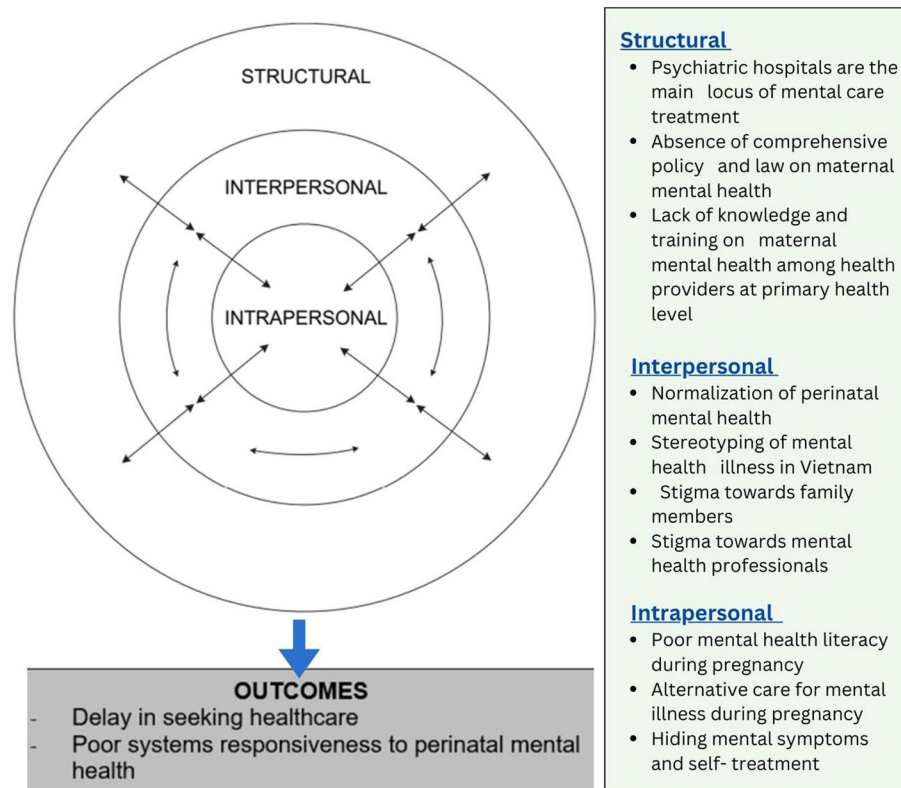 STRUCTURAL
INTERPERSONAL
INTRAPERSONAL
OUTCOMES
- Delay in seeking healthcare
- Poor systems responsiveness to perinatal mental
health
Structural
• Psychiatric hospitals are the
main locus of mental care
treatment
• Absence of comprehensive
policy and law on maternal
mental health
• Lack of knowledge and
training on maternal
mental health among health
providers at primary health
level
Interpersonal
• Normalization of perinatal
mental health
• Stereotyping of mental
health illness in Vietnam
• Stigma towards family
members
• Stigma towards mental
health professionals
Intrapersonal
• Poor mental health literacy
during pregnancy
• Alternative care for mental
illness during pregnancy
• Hiding mental symptoms
and self- treatment